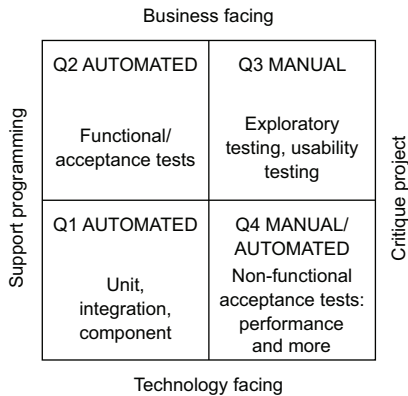 Business facing
Support programming
Q2 AUTOMATED
Functional/
acceptance tests
Q3 MANUAL
Exploratory
testing, usability
testing
Critique project
Q1 AUTOMATED
Unit,
integration,
component
Q4 MANUAL/
AUTOMATED
Non-functional
acceptance tests:
performance
and more
Technology facing